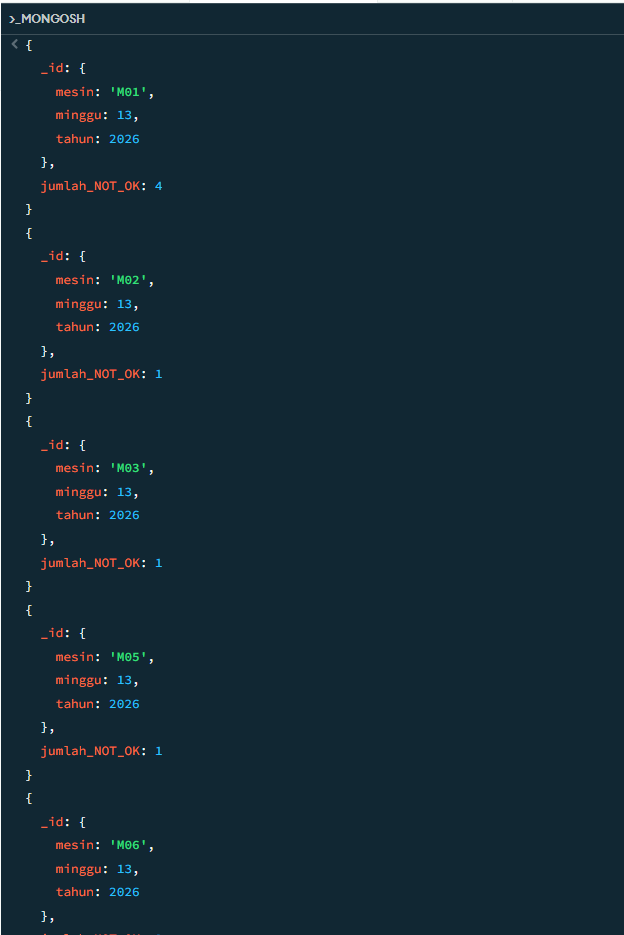 >_MONGOSH
< {
_id: {
mesin: 'M01',
minggu: 13,
tahun: 2026
},
jumlah_NOT_OK: 4
}
{
_id: {
mesin: 'M02',
minggu: 13,
tahun: 2026
},
jumlah_NOT_OK: 1
}
{
_id: {
mesin: 'M03',
minggu: 13,
tahun: 2026
},
jumlah_NOT_OK: 1
}
{
_id: {
mesin: 'M05',
minggu: 13,
tahun: 2026
},
jumlah_NOT_OK: 1
}
{
_id: {
mesin: 'M06',
minggu: 13,
tahun: 2026
},